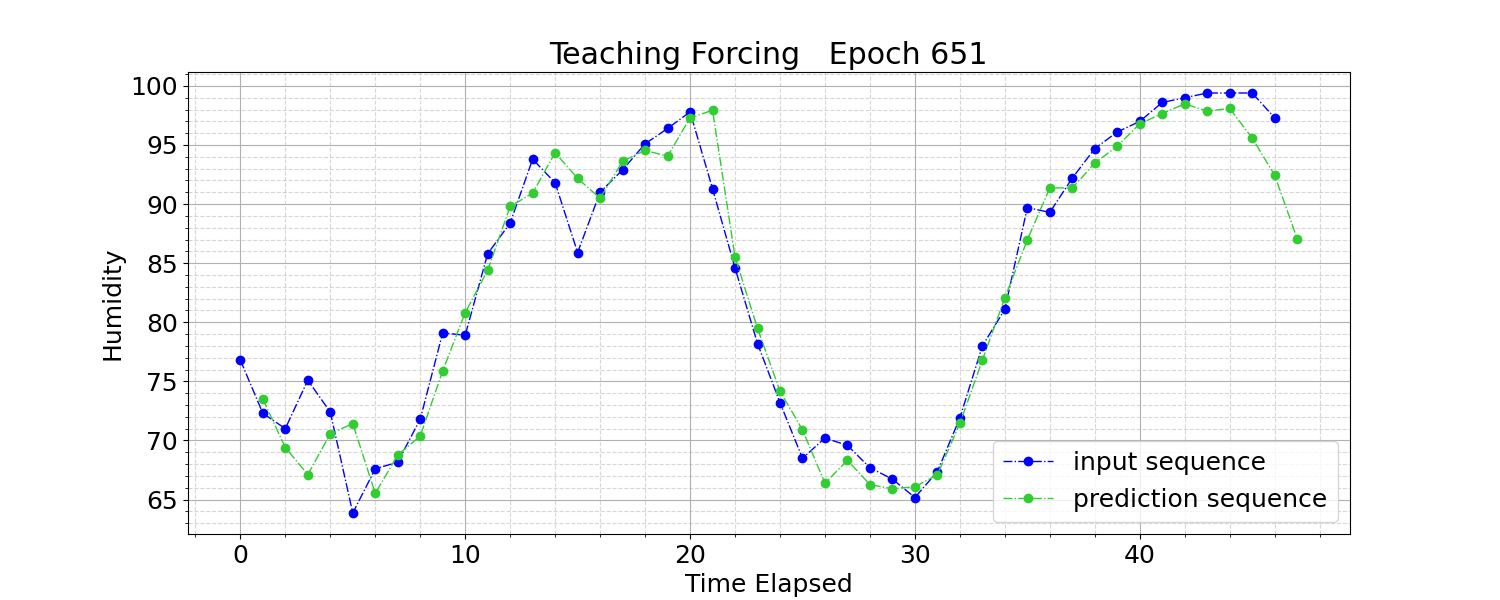 Teaching Forcing   Epoch 651
100
95
90
85
80
75
70
65
Humidity
input sequence
prediction sequence
0 10 20 30 40
Time Elapsed